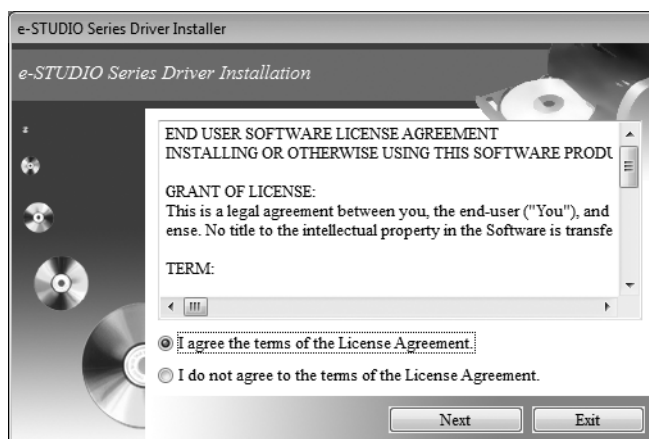 e-STUDIO Series Driver Installer
e-STUDIO Series Driver Installation
END USER SOFTWARE LICENSE AGREEMENT
INSTALLING OR OTHERWISE USING THIS SOFTWARE PRODU
GRANT OF LICENSE:
This is a legal agreement between you, the end-user ("You"), and
ense. No title to the intellectual property in the Software is transfe
TERM:
I agree the terms of the License Agreement.
I do not agree to the terms of the License Agreement.
Next
Exit